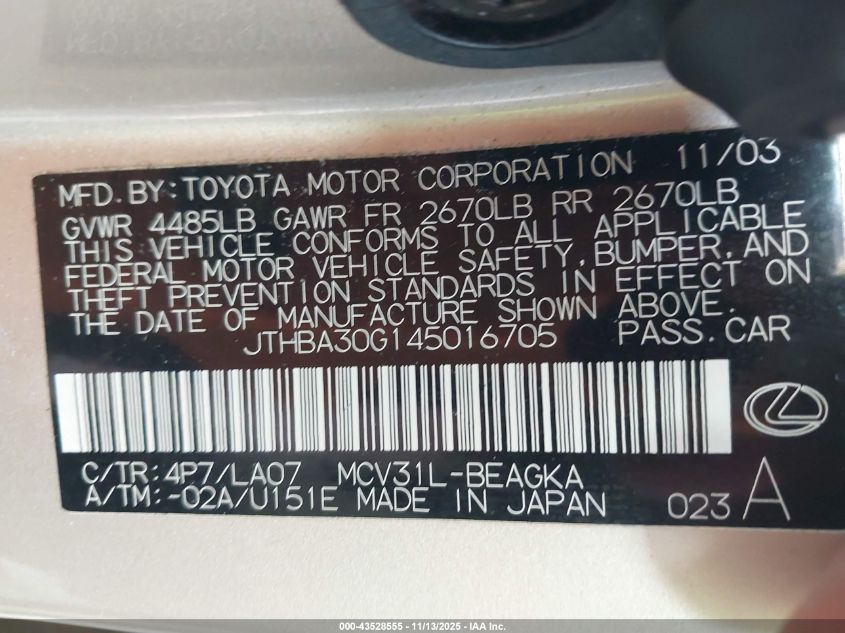 MFD. BY: TOYOTA MOTOR CORPORATION 11/03
GVWR 4485LB GAWR FR 2670LB RR 2670LB
THIS VEHICLE CONFORMS TO ALL APPLICABLE
FEDERAL MOTOR VEHICLE SAFETY, BUMPER, AND
THEFT PREVENTION STANDARDS IN EFFECT ON
THE DATE OF MANUFACTURE SHOWN ABOVE.
JTHBA30G145016705 PASS. CAR
C/TR: 4P7/LA07 MCV31L-BEAGKA
A/TM: -02A/U151E MADE IN JAPAN 023 A
000-43528555 - 11/13/2025 - IAA Inc.